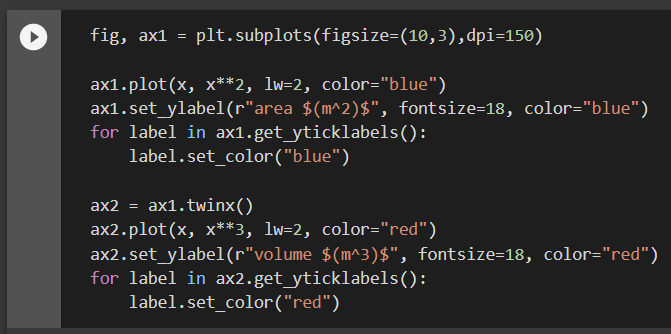 fig, ax1 = plt.subplots(figsize=(10,3),dpi=150)
ax1.plot(x, x**2, lw=2, color="blue")
ax1.set_ylabel(r"area $(m^2)$", fontsize=18, color="blue")
for label in ax1.get_yticklabels():
    label.set_color("blue")
ax2 = ax1.twinx()
ax2.plot(x, x**3, lw=2, color="red")
ax2.set_ylabel(r"volume $(m^3)$", fontsize=18, color="red")
for label in ax2.get_yticklabels():
    label.set_color("red")